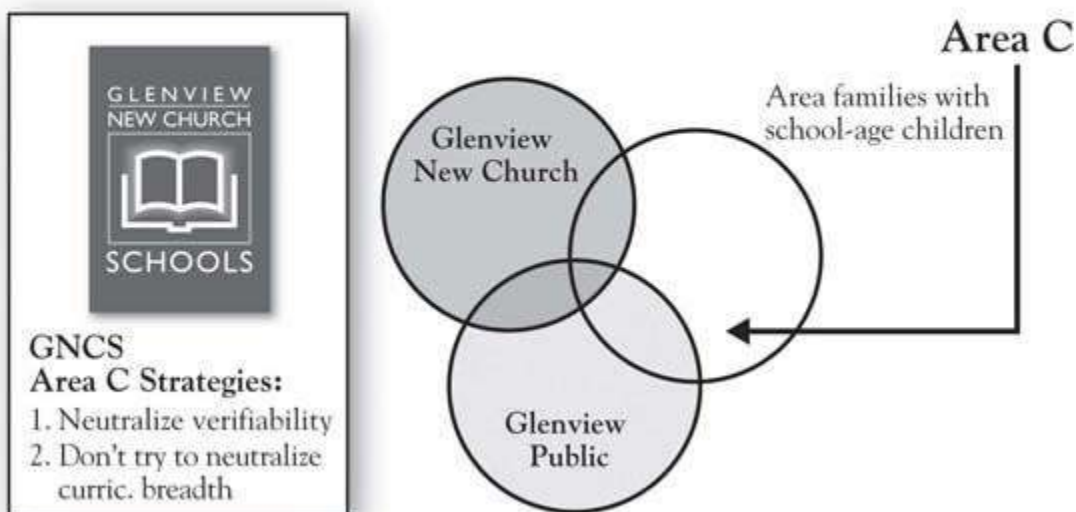 GLENVIEW
NEW CHURCH
SCHOOLS
GNCS
Area C Strategies:
1. Neutralize verifiability
2. Don't try to neutralize
curric. breadth
Glenview
New Church
Glenview
Public
Area families with
school-age children
Area C